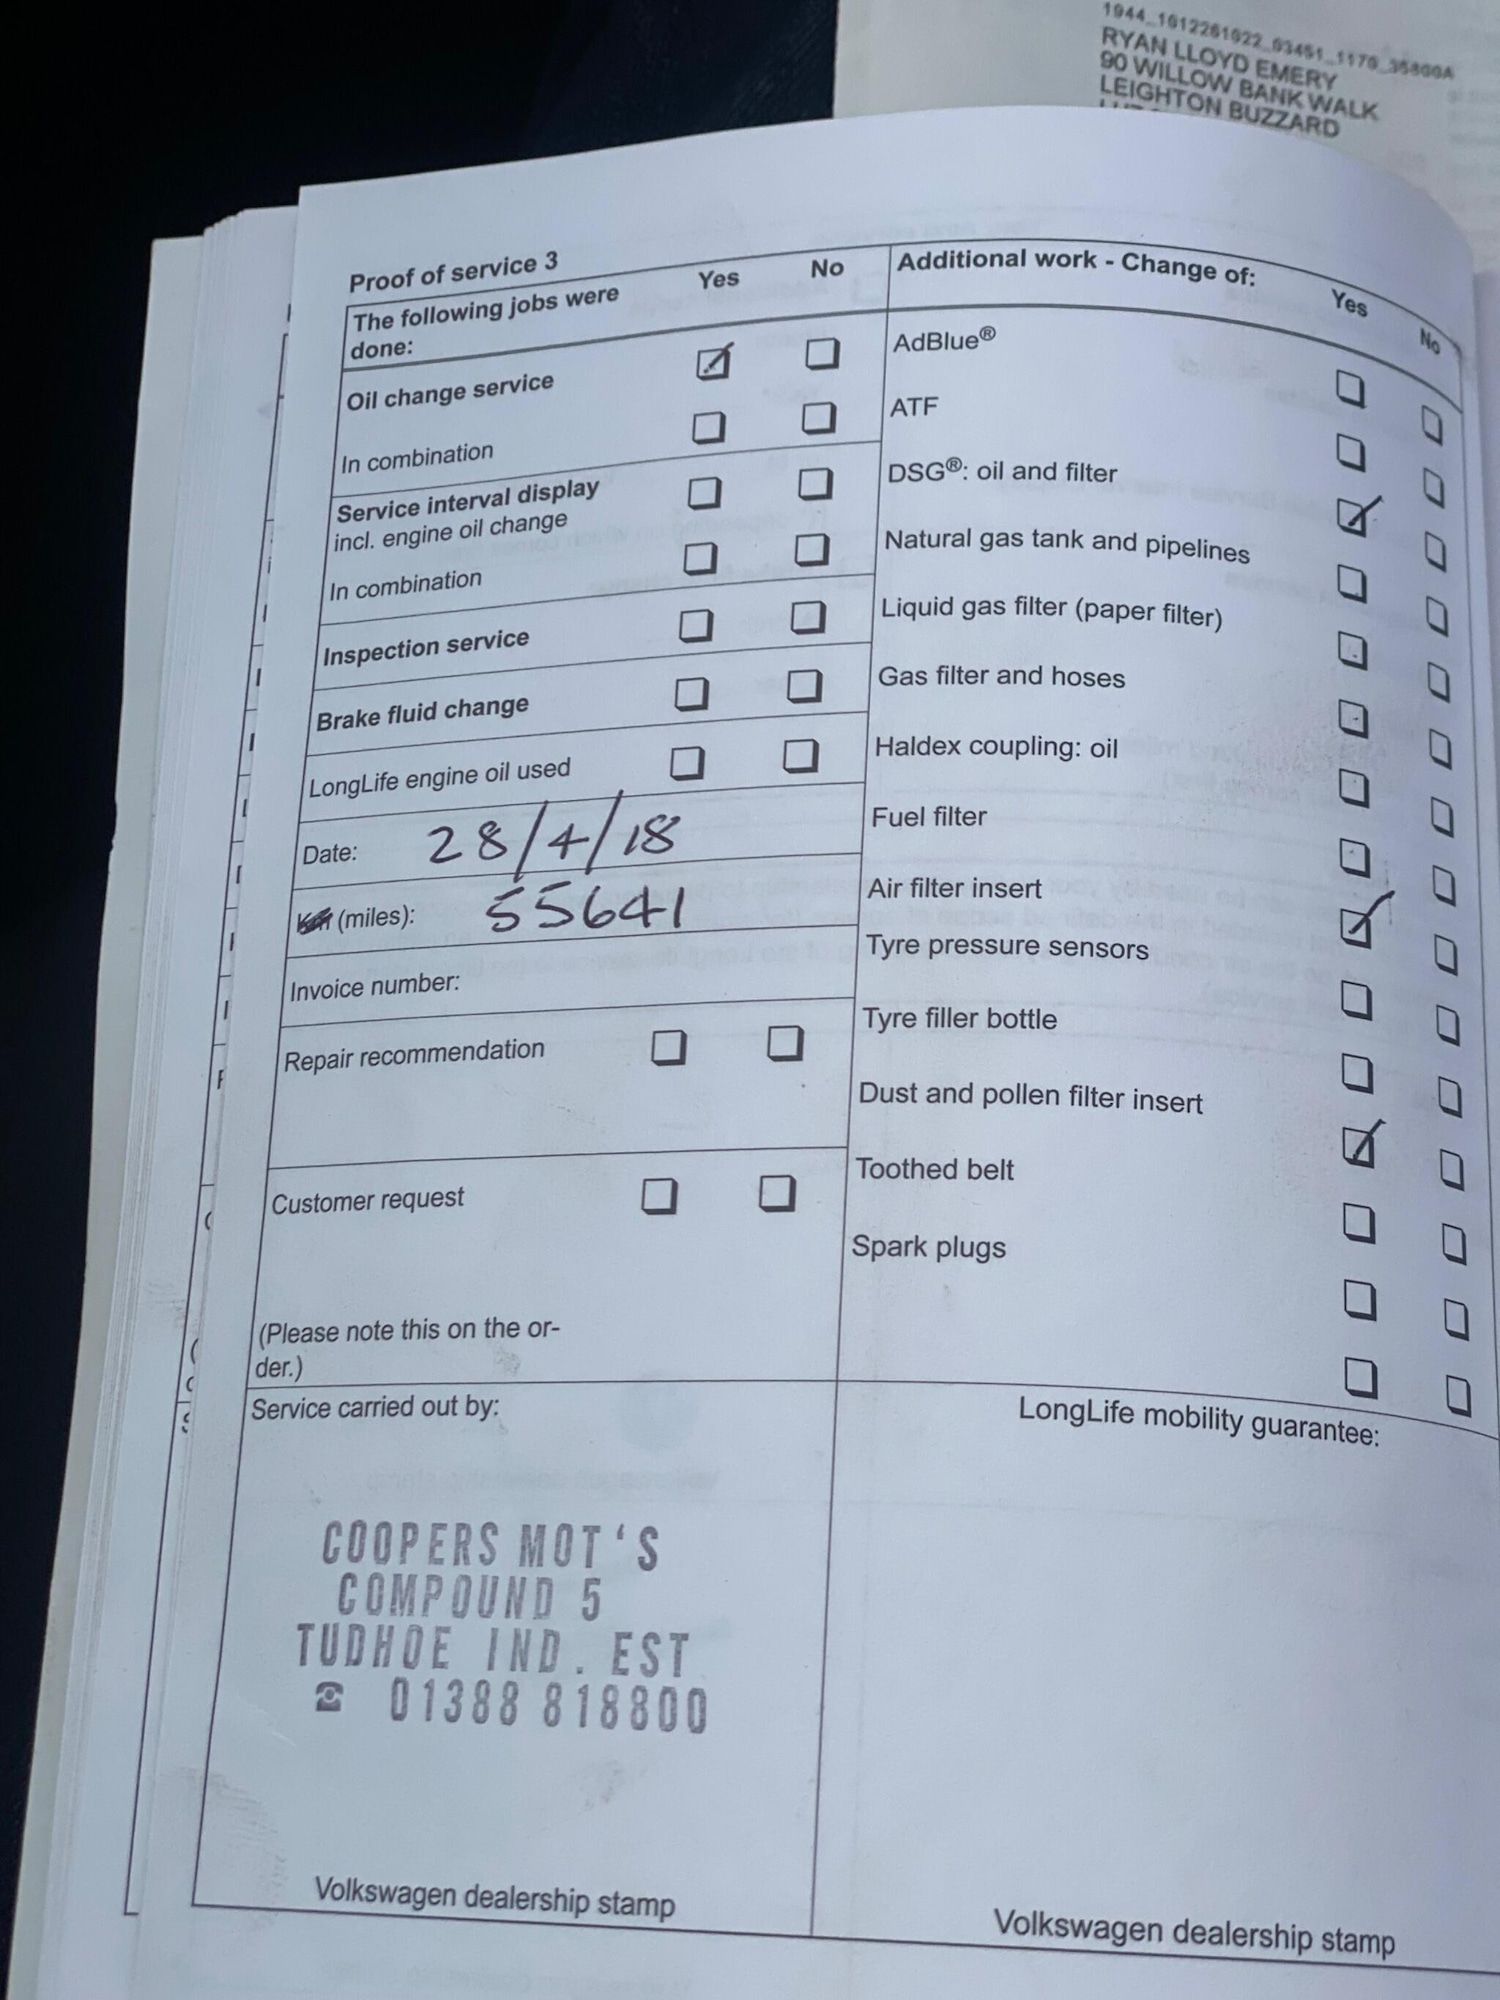 1944_1612261622_03451_1170_35800A
RYAN LLOYD EMERY
90 WILLOW BANK WALK
LEIGHTON BUZZARD
Proof of service 3
The following jobs were
done:
Yes No
Oil change service
In combination
Service interval display
incl. engine oil change
In combination
Inspection service
Brake fluid change
LongLife engine oil used
Date: 28/4/18
Km (miles): 55641
Invoice number:
Repair recommendation
Customer request
(Please note this on the or-
der.)
Service carried out by:
COOPERS MOT'S
COMPOUND 5
TUDHOE IND. EST
☎ 01388 818800
Volkswagen dealership stamp
Additional work - Change of:
Yes No
AdBlue®
ATF
DSG®: oil and filter
Natural gas tank and pipelines
Liquid gas filter (paper filter)
Gas filter and hoses
Haldex coupling: oil
Fuel filter
Air filter insert
Tyre pressure sensors
Tyre filler bottle
Dust and pollen filter insert
Toothed belt
Spark plugs
LongLife mobility guarantee:
Volkswagen dealership stamp